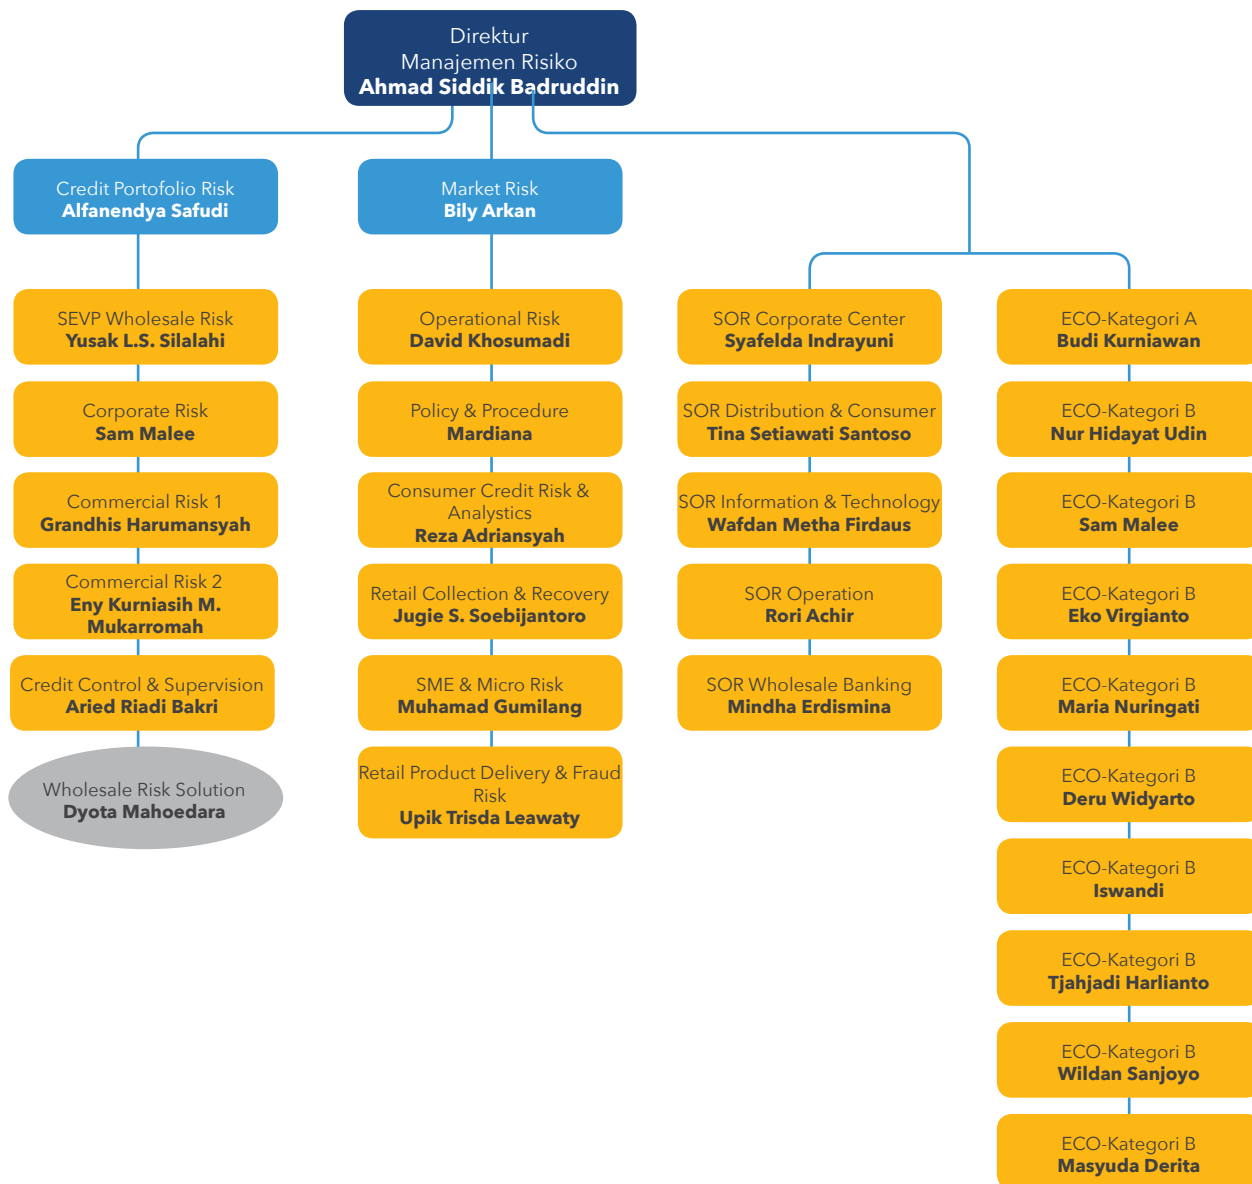 Direktur
Manajemen Risiko
Ahmad Siddik Badruddin
Credit Portofolio Risk
Alfanendya Safudi
Market Risk
Bily Arkan
SEVP Wholesale Risk
Yusak L.S. Silalahi
Corporate Risk
Sam Malee
Commercial Risk 1
Grandhis Harumansyah
Commercial Risk 2
Eny Kurniasih M.
Mukarromah
Credit Control & Supervision
Aried Riadi Bakri
Wholesale Risk Solution
Dyota Mahoedara
Operational Risk
David Khosumadi
Policy & Procedure
Mardiana
Consumer Credit Risk &
Analystics
Reza Adriansyah
Retail Collection & Recovery
Jugie S. Soebijantoro
SME & Micro Risk
Muhamad Gumilang
Retail Product Delivery & Fraud
Risk
Upik Trisda Leawaty
SOR Corporate Center
Syafelda Indrayuni
SOR Distribution & Consumer
Tina Setiawati Santoso
SOR Information & Technology
Wafdan Metha Firdaus
SOR Operation
Rori Achir
SOR Wholesale Banking
Mindha Erdismina
ECO-Kategori A
Budi Kurniawan
ECO-Kategori B
Nur Hidayat Udin
ECO-Kategori B
Sam Malee
ECO-Kategori B
Eko Virgianto
ECO-Kategori B
Maria Nuringati
ECO-Kategori B
Deru Widyarto
ECO-Kategori B
Iswandi
ECO-Kategori B
Tjahjadi Harlianto
ECO-Kategori B
Wildan Sanjoyo
ECO-Kategori B
Masyuda Derita